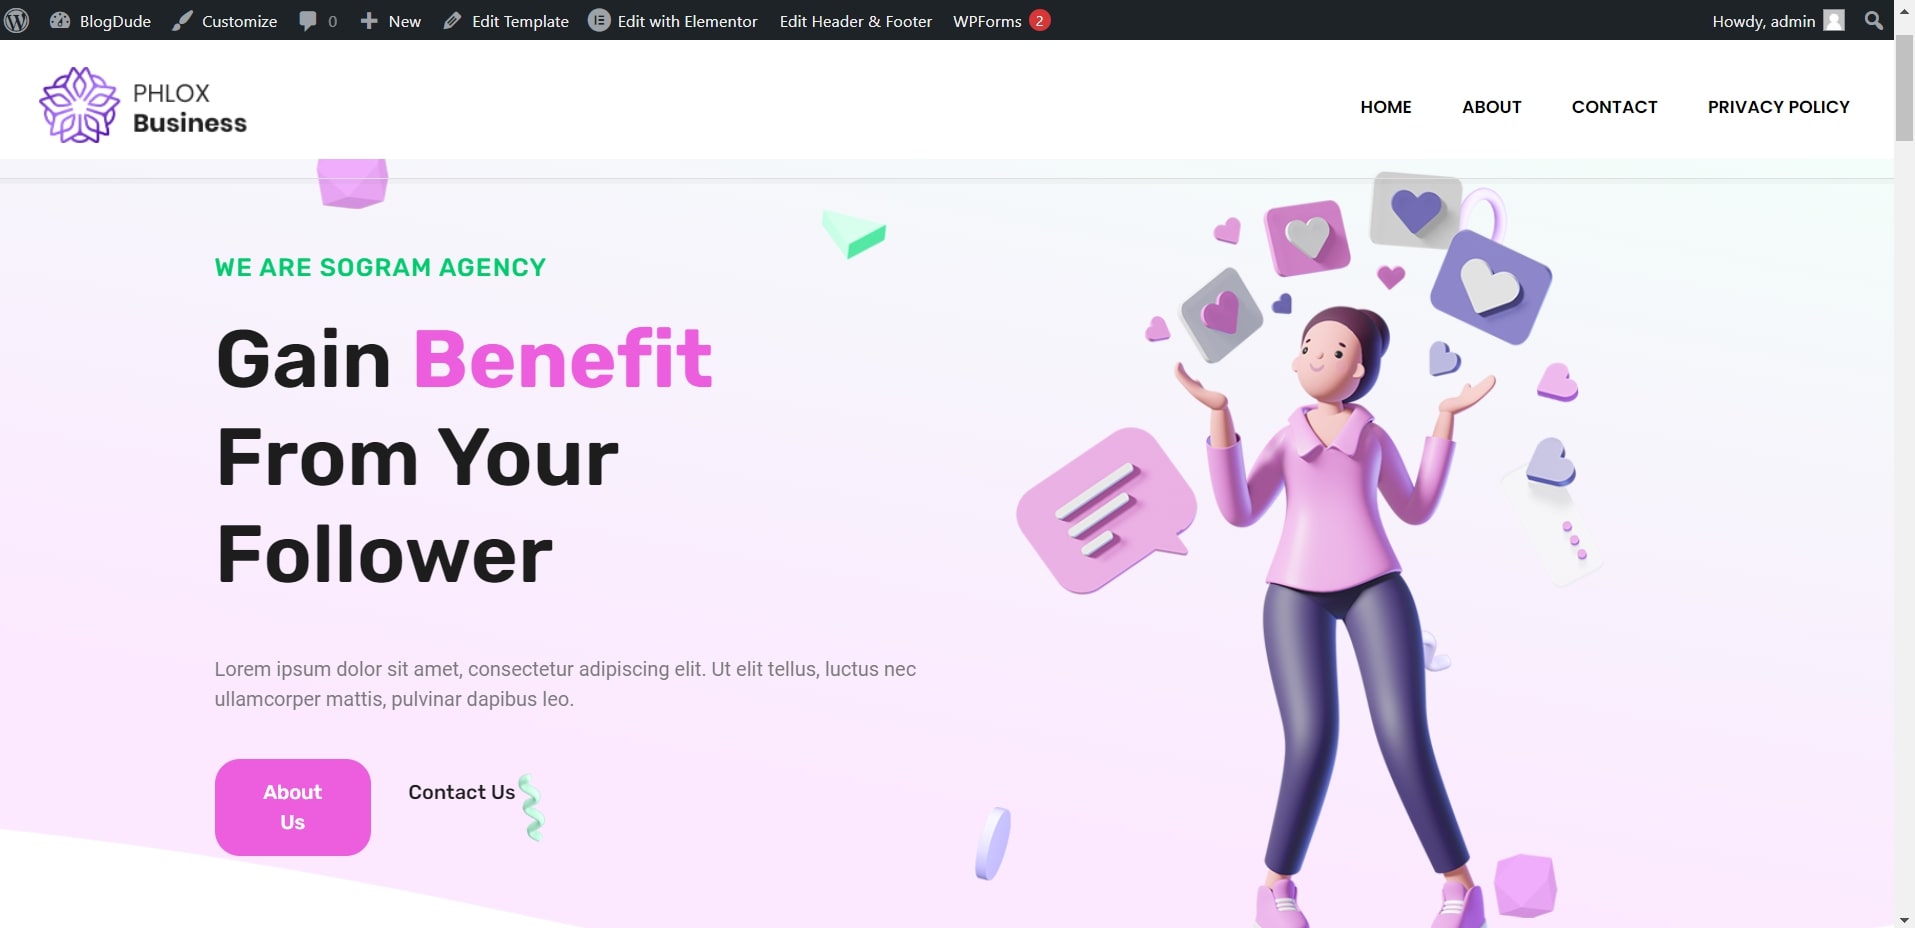 BlogDude Customize 0 New Edit Template Edit with Elementor Edit Header & Footer WPForms 2 Howdy, admin
PHLOX
Business
HOME ABOUT CONTACT PRIVACY POLICY
WE ARE SOGRAM AGENCY
Gain Benefit
From Your
Follower
Lorem ipsum dolor sit amet, consectetur adipiscing elit. Ut elit tellus, luctus nec
ullamcorper mattis, pulvinar dapibus leo.
About
Us
Contact Us